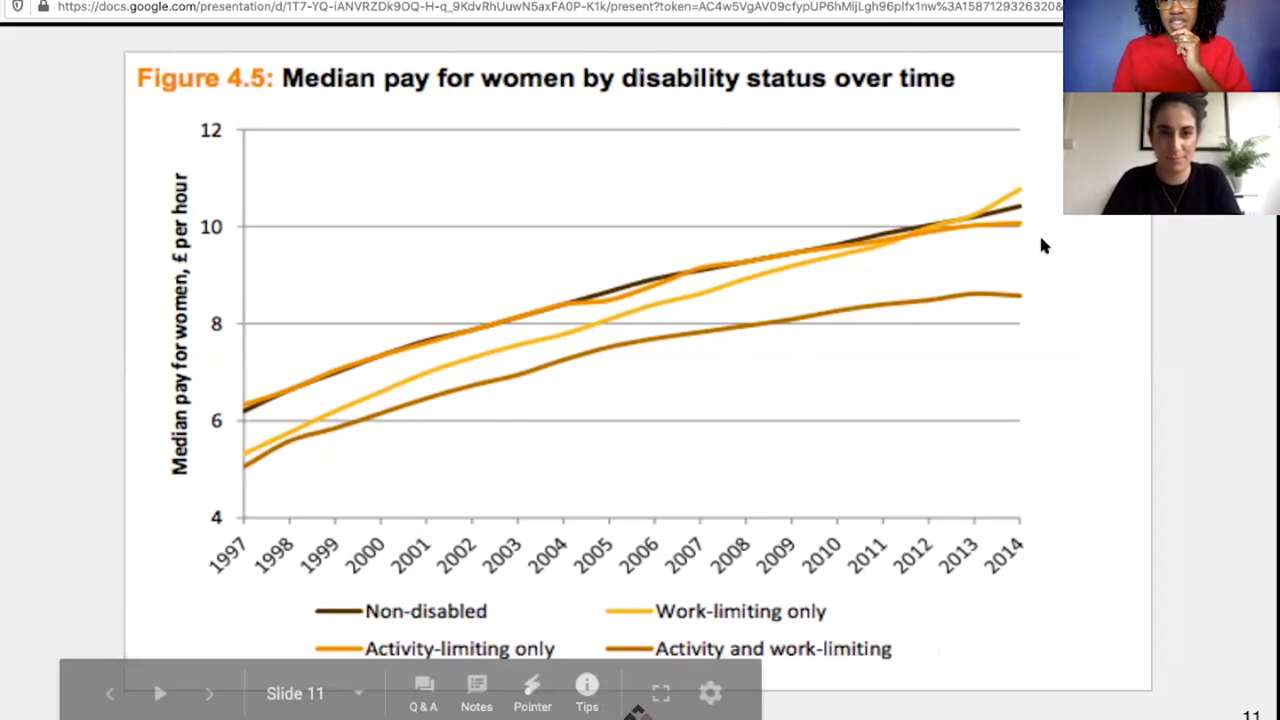 https://docs.google.com/presentation/d/1T7-YQ-iANVRZDk9OQ-H-q_9KdvRhUuwN5axFA0P-K1k/present?token=AC4w5VgAV09cfypUP6hMijLgh96plfx1nw%3A1587129326320&
Figure 4.5: Median pay for women by disability status over time
Median pay for women, £ per hour
12
10
8
6
4
1997 1998 1999 2000 2001 2002 2003 2004 2005 2006 2007 2008 2009 2010 2011 2012 2013 2014
Non-disabled Work-limiting only
Activity-limiting only Activity and work-limiting
Slide 11
Q & A Notes Pointer Tips
11